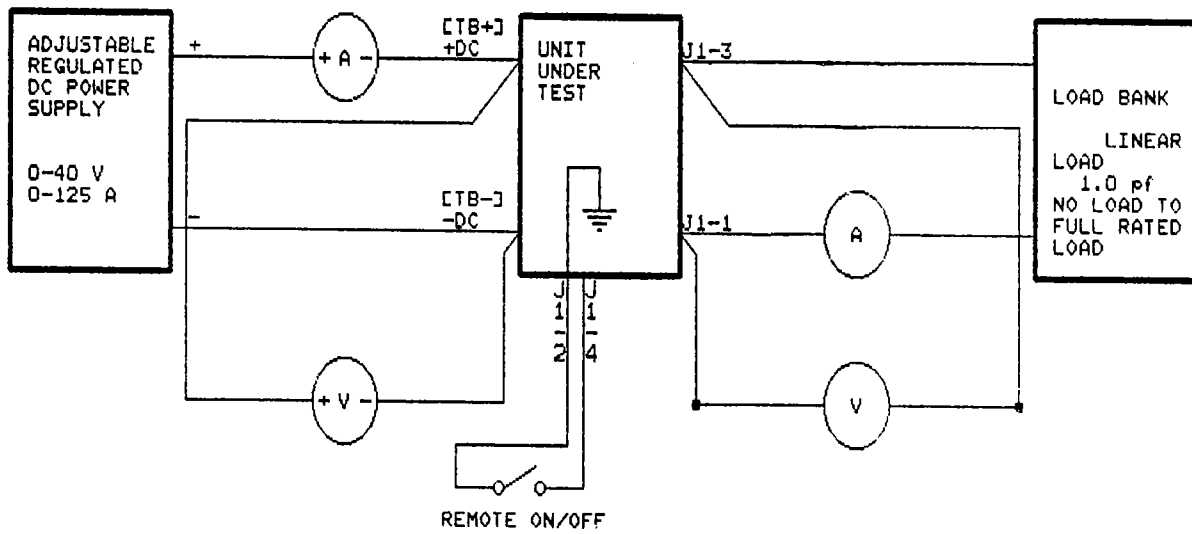 ADJUSTABLE
REGULATED
DC POWER
SUPPLY
0-40 V
0-125 A
+
-
+ A -
[TB+]
+DC
[TB-]
-DC
+ V -
UNIT
UNDER
TEST
J1-3
J1-1
J1-2
J1-4
A
V
LOAD BANK
LINEAR
LOAD
1.0 pf
NO LOAD TO
FULL RATED
LOAD
REMOTE ON/OFF